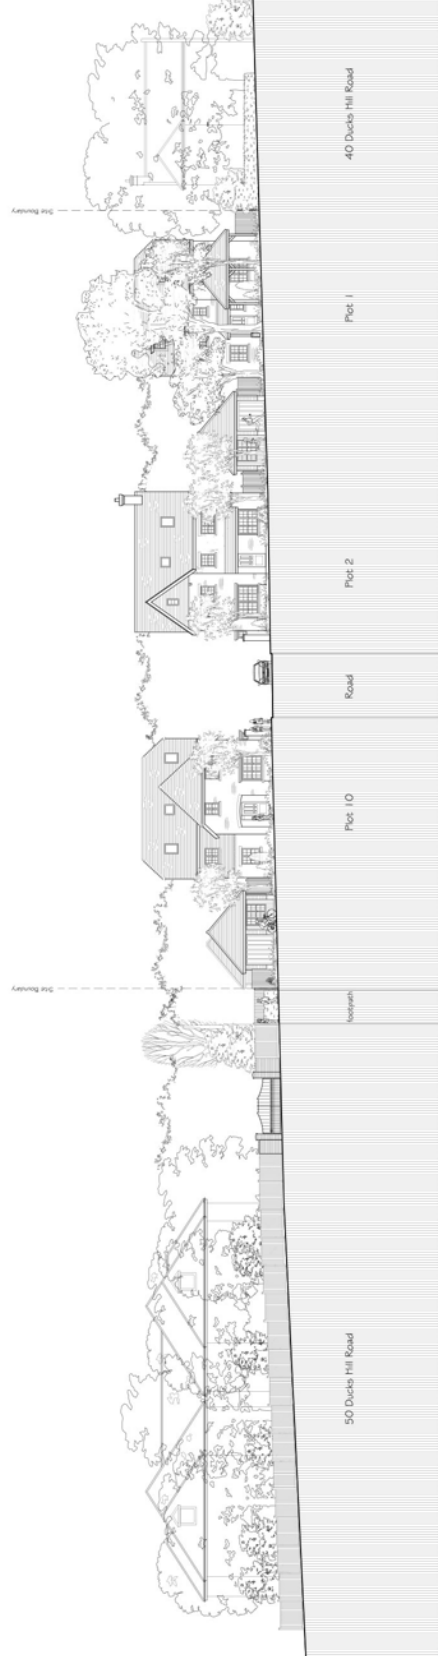 50 Ducks Hill Road
footpath
Site Boundary
Plot 10
Road
Plot 2
Plot 1
Site Boundary
40 Ducks Hill Road